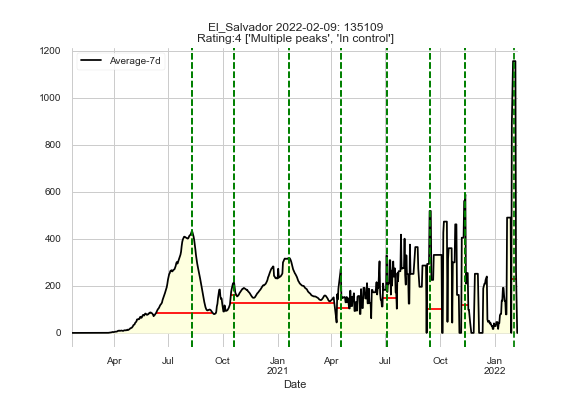 El_Salvador 2022-02-09: 135109
Rating:4 ['Multiple peaks', 'In control']
Average-7d
1200
1000
800
600
400
200
0
Apr
Jul
Oct
Jan
2021
Apr
Jul
Oct
Jan
2022
Date